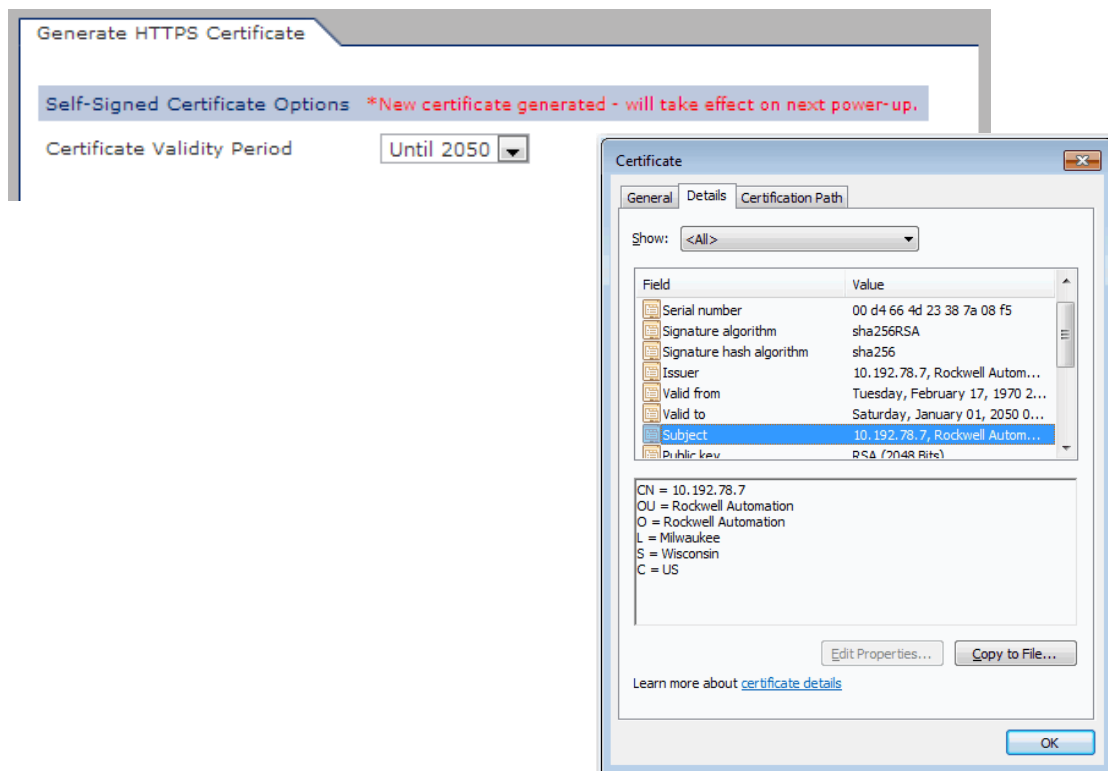 Generate HTTPS Certificate
Self-Signed Certificate Options *New certificate generated - will take effect on next power-up.
Certificate Validity Period Until 2050
Certificate
General Details Certification Path
Show: <All>
Field Value
Serial number 00 d4 66 4d 23 38 7a 08 f5
Signature algorithm sha256RSA
Signature hash algorithm sha256
Issuer 10.192.78.7, Rockwell Autom...
Valid from Tuesday, February 17, 1970 2...
Valid to Saturday, January 01, 2050 0...
Subject 10.192.78.7, Rockwell Autom...
Public key RSA (2048 Bits)
CN = 10.192.78.7
OU = Rockwell Automation
O = Rockwell Automation
L = Milwaukee
S = Wisconsin
C = US
Edit Properties... Copy to File...
Learn more about certificate details
OK